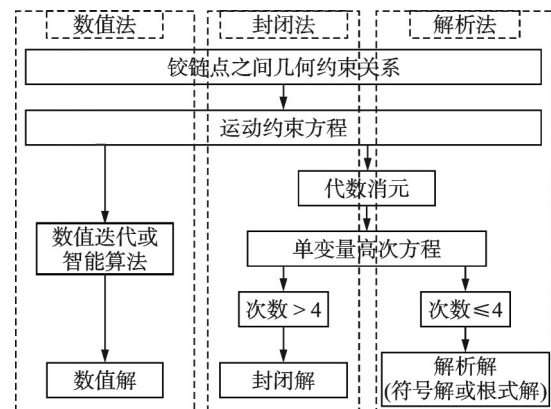 数值法
封闭法
解析法
铰链点之间几何约束关系
运动约束方程
代数消元
数值迭代或
智能算法
单变量高次方程
次数 > 4
次数 ≤ 4
数值解
封闭解
解析解
(符号解或根式解)